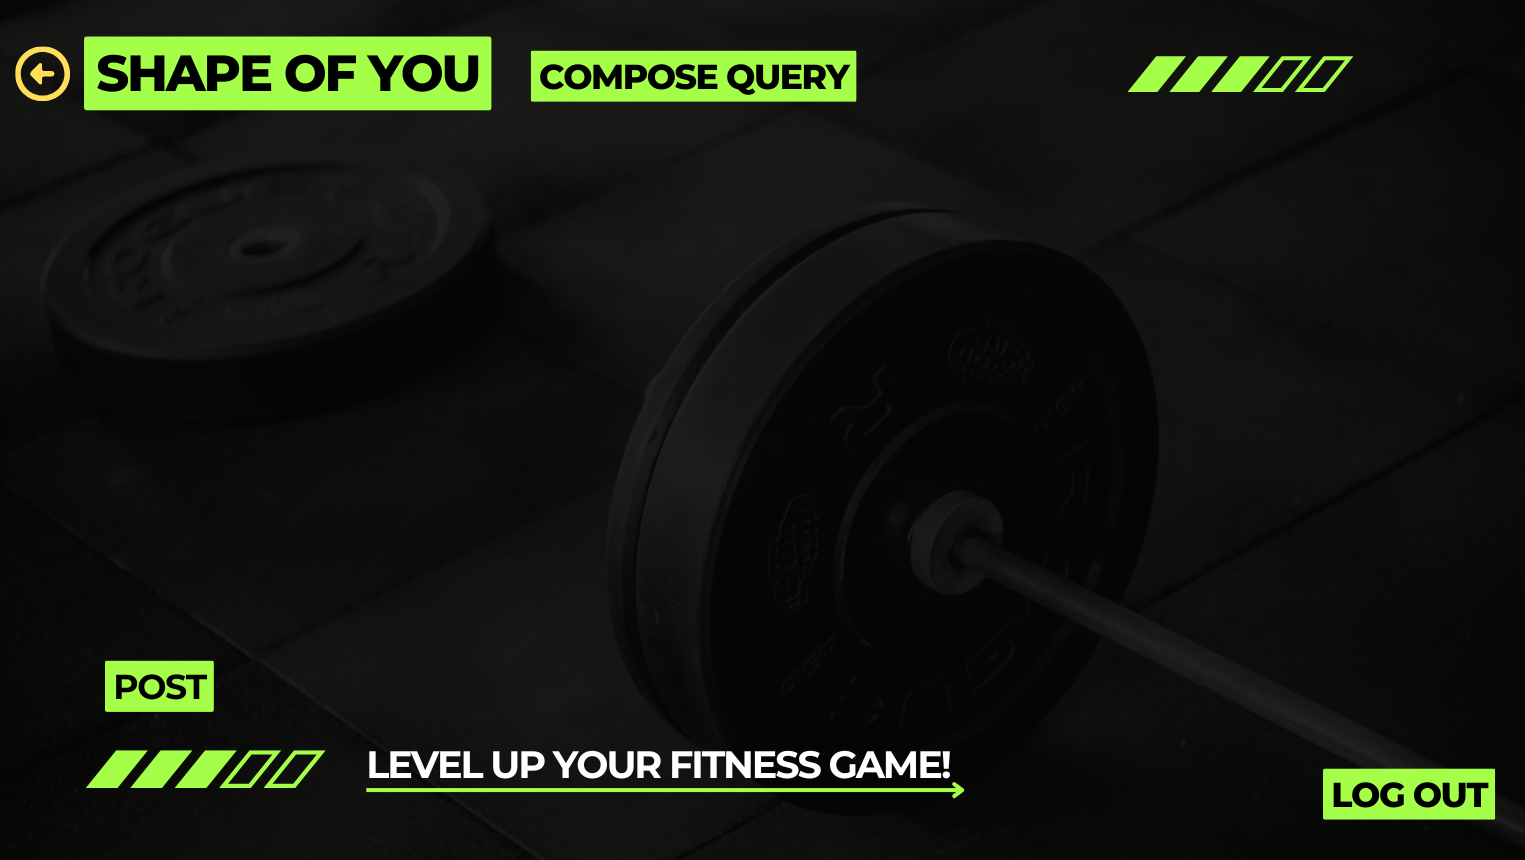 SHAPE OF YOU
COMPOSE QUERY
POST
LEVEL UP YOUR FITNESS GAME!
LOG OUT